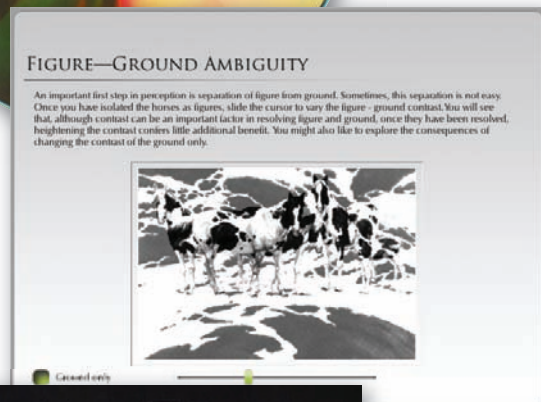 FIGURE—GROUND AMBIGUITY
An important first step in perception is separation of figure from ground. Sometimes, this separation is not easy.
Once you have isolated the horses as figures, slide the cursor to vary the figure - ground contrast. You will see
that, although contrast can be an important factor in resolving figure and ground, once they have been resolved,
heightening the contrast confers little additional benefit. You might also like to explore the consequences of
changing the contrast of the ground only.
Ground only